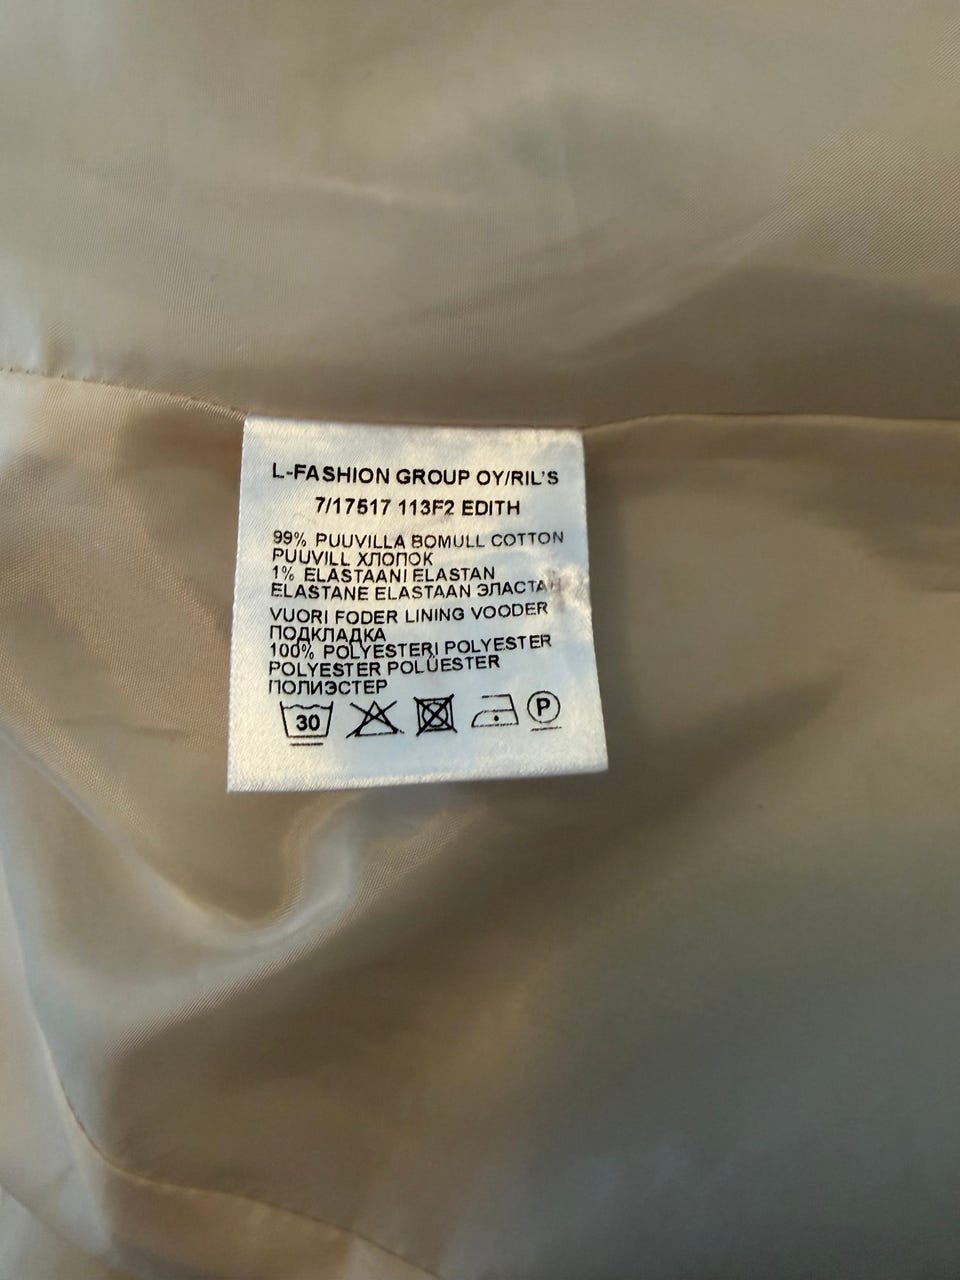 L-FASHION GROUP OY/RIL'S
7/17517 113F2 EDITH
99% PUUVILLA BOMULL COTTON
PUUVILL ХЛОПОК
1% ELASTAANI ELASTAN
ELASTANE ELASTAAN ЭЛАСТАН
VUORI FODER LINING VOODER
ПОДКЛАДКА
100% POLYESTERI POLYESTER
POLYESTER POLÜESTER
ПОЛИЭСТЕР
30 P